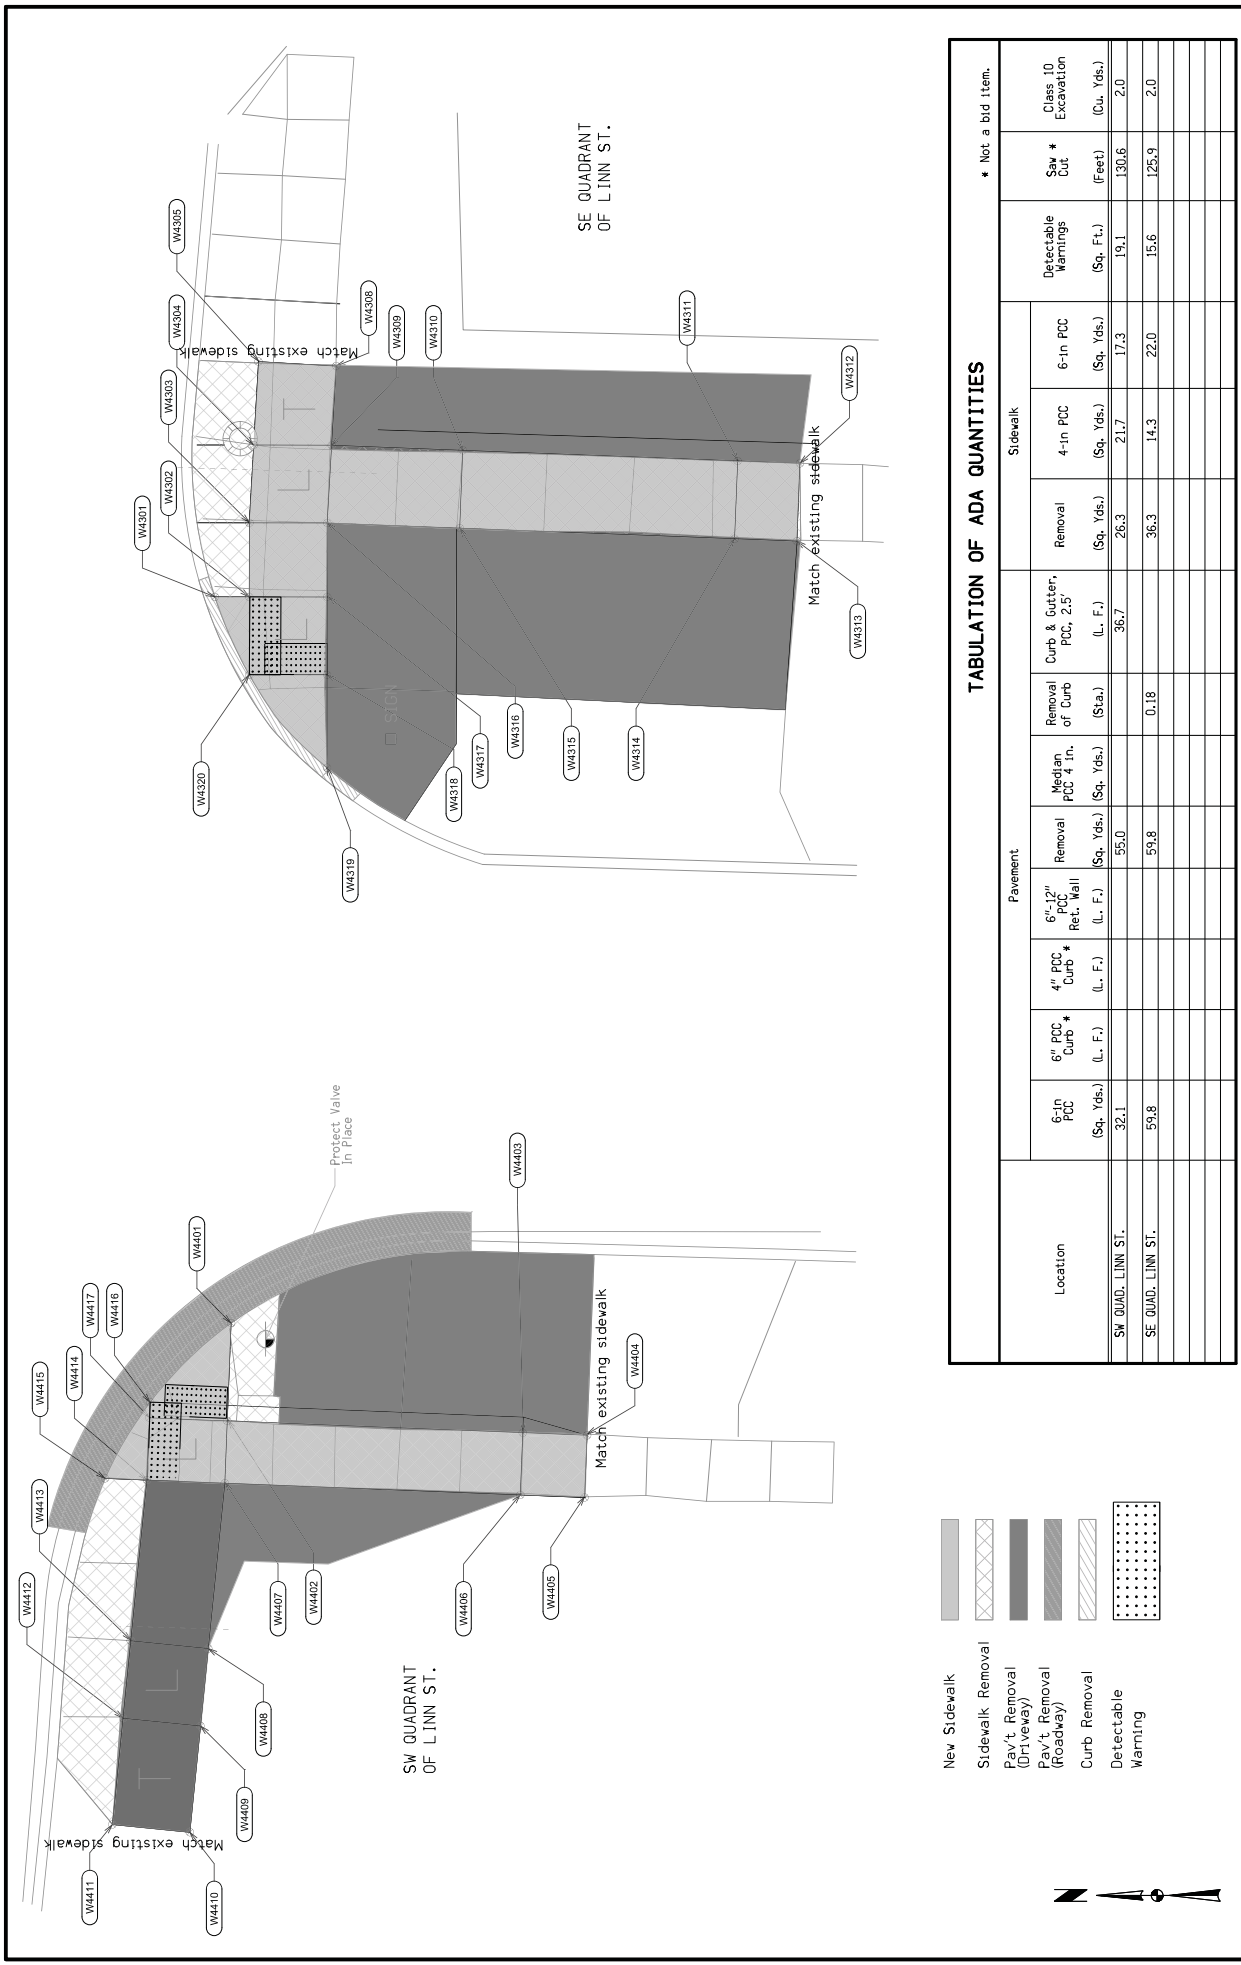 W4411
W4410
W4409
W4408
W4412
W4413
W4415
W4414
W4417
W4416
W4401
W4407
W4402
W4406
W4405
W4404
W4403
Match existing sidewalk
Match existing sidewalk
T
L
L
Protect Valve
In Place
SW QUADRANT
OF LINN ST.
W4320
W4319
W4301
W4302
W4303
W4304
W4305
W4308
W4309
W4310
W4311
W4312
W4313
W4314
W4315
W4316
W4317
W4318
Match existing sidewalk
Match existing sidewalk
L
L
T
SIGN
SE QUADRANT
OF LINN ST.
New Sidewalk
Sidewalk Removal
Pav't Removal
(Driveway)
Pav't Removal
(Roadway)
Curb Removal
Detectable
Warning
N
TABULATION OF ADA QUANTITIES
* Not a bid item.
Location
Pavement
Sidewalk
6-in
PCC
(Sq. Yds.)
6" PCC
Curb *
(L. F.)
4" PCC
Curb *
(L. F.)
6"-12"
PCC
Ret. Wall
(L. F.)
Removal
(Sq. Yds.)
Median
PCC 4 in.
(Sq. Yds.)
Removal
of Curb
(Sta.)
Curb & Gutter,
PCC, 2.5'
(L. F.)
Removal
(Sq. Yds.)
4-in PCC
(Sq. Yds.)
6-in PCC
(Sq. Yds.)
Detectable
Warnings
(Sq. Ft.)
Saw *
Cut
(Feet)
Class 10
Excavation
(Cu. Yds.)
SW QUAD. LINN ST. 32.1 55.0 36.7 26.3 21.7 17.3 19.1 130.6 2.0
SE QUAD. LINN ST. 59.8 59.8 0.18 36.3 14.3 22.0 15.6 125.9 2.0